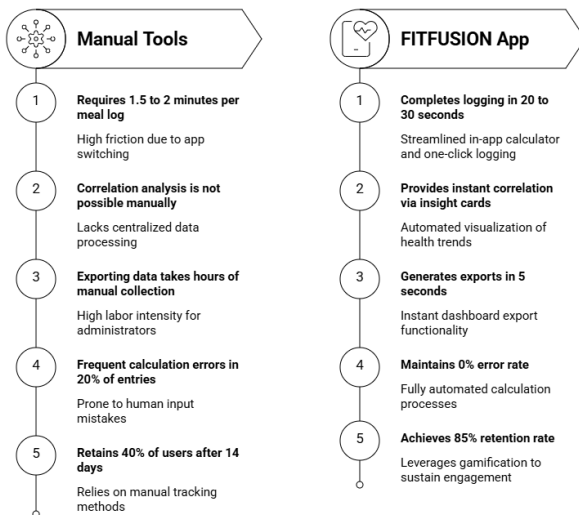 Manual Tools
1
Requires 1.5 to 2 minutes per
meal log
High friction due to app
switching
2
Correlation analysis is not
possible manually
Lacks centralized data
processing
3
Exporting data takes hours of
manual collection
High labor intensity for
administrators
4
Frequent calculation errors in
20% of entries
Prone to human input
mistakes
5
Retains 40% of users after 14
days
Relies on manual tracking
methods
FITFUSION App
1
Completes logging in 20 to
30 seconds
Streamlined in-app calculator
and one-click logging
2
Provides instant correlation
via insight cards
Automated visualization of
health trends
3
Generates exports in 5
seconds
Instant dashboard export
functionality
4
Maintains 0% error rate
Fully automated calculation
processes
5
Achieves 85% retention rate
Leverages gamification to
sustain engagement